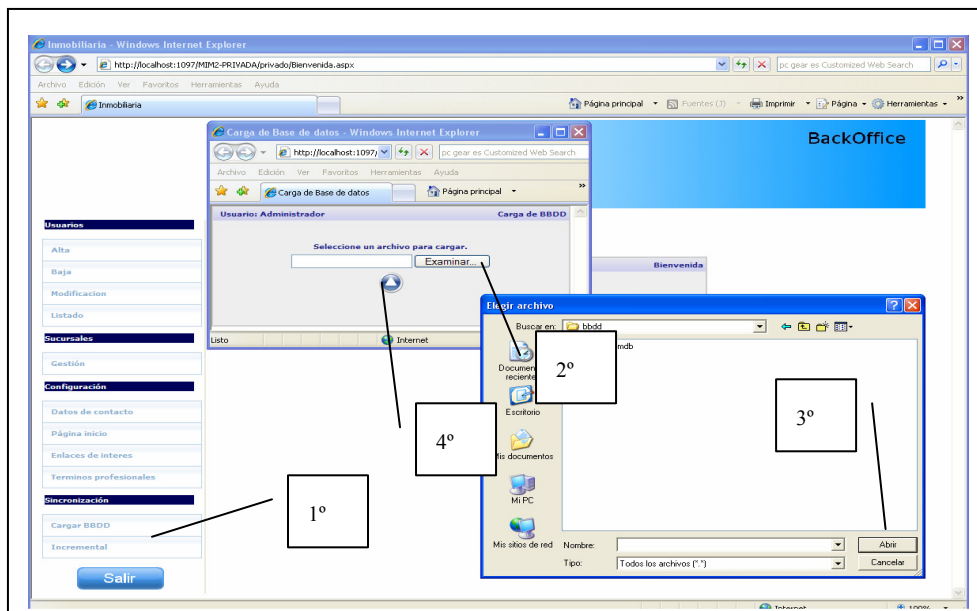 Inmobiliaria - Windows Internet Explorer
http://localhost:1097/MIM2-PRIVADA/privado/Bienvenida.aspx
pc gear es Customized Web Search
Archivo Edición Ver Favoritos Herramientas Ayuda
Inmobiliaria
Página principal Fuentes (J) Imprimir Página Herramientas »
BackOffice
Carga de Base de datos - Windows Internet Explorer
http://localhost:1097/
pc gear es Customized Web Search
Archivo Edición Ver Favoritos Herramientas Ayuda
Carga de Base de datos
Página principal »
Usuario: Administrador Carga de BBDD
Seleccione un archivo para cargar.
Examinar...
Listo Internet
Bienvenida
Usuarios
Alta
Baja
Modificacion
Listado
Sucursales
Gestión
Configuración
Datos de contacto
Página inicio
Enlaces de interes
Terminos profesionales
Sincronización
Cargar BBDD
Incremental
Salir
Elegir archivo
Buscar en: bbdd
mdb
Escritorio
Mis documentos
Mi PC
Mis sitios de red
Nombre: Abrir
Tipo: Todos los archivos (*.*) Cancelar
1º
2º
3º
4º
Internet 100%